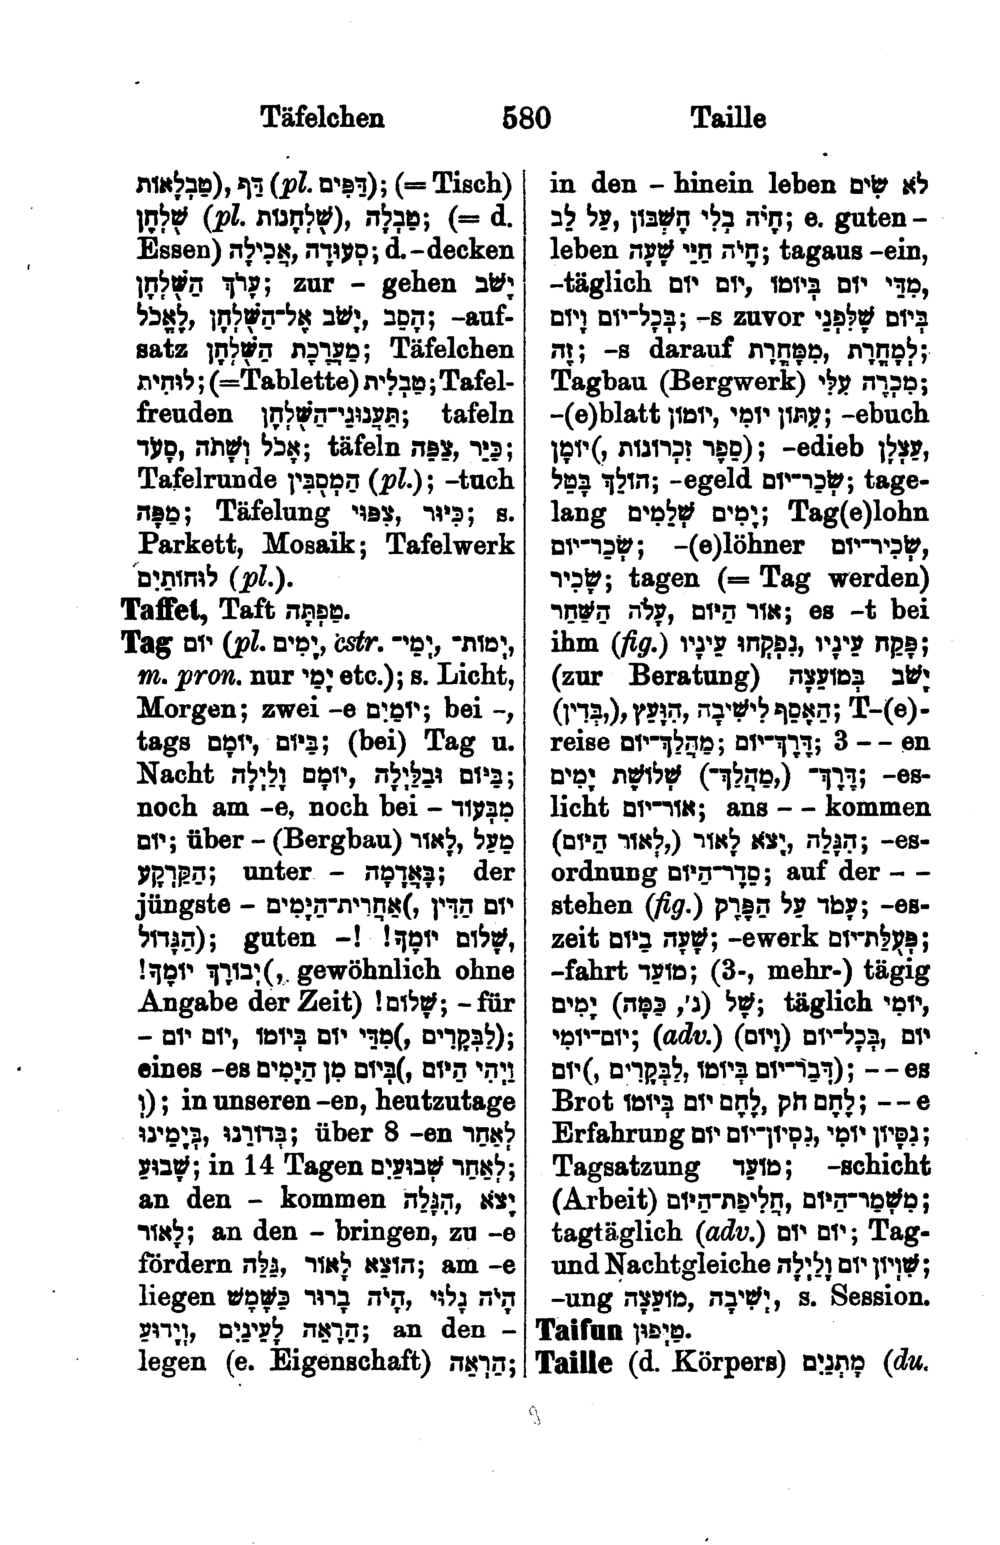 Täfelchen 580 Taille
טַבְלָאוֹת), דַּף (pl. דַּפִּים); (= Tisch)
שֻׁלְחָן (pl. שֻׁלְחָנוֹת), טַבְלָה; (= d.
Essen) סְעוּדָה, אֲכִילָה; d. -decken
עָרֹךְ הַשֻּׁלְחָן; zur - gehen יָשֹׁב
הָסֵב, יָשֹׁב אֶל־הַשֻּׁלְחָן, לֶאֱכֹל; -auf-
satz מַעֲרֶכֶת הַשֻּׁלְחָן; Täfelchen
לוּחִית; (=Tablette) טַבְלִית; Tafel-
freuden תַּעֲנוּגֵי־הַשֻּׁלְחָן; tafeln
אָכֹל וְשָׁתֹה, סָעֹד; täfeln כַּיֵּר, צַפֵּה;
Tafelrunde הַמְסֻבִּין (pl.); -tuch
מַפָּה; Täfelung כִּיּוּר, צִפּוּי; s.
Parkett, Mosaik; Tafelwerk
לוּחוֹתַיִם (pl.).
Taffet, Taft טַפְתָּה.
Tag יוֹם (pl. יָמִים, cstr. יְמֵי־, יְמוֹת־,
m. pron. nur יְמֵי etc.); s. Licht,
Morgen; zwei -e יוֹמַיִם; bei -,
tags בַּיּוֹם, יוֹמָם; (bei) Tag u.
Nacht בַּיּוֹם וּבַלַּיְלָה, יוֹמָם וָלַיְלָה;
noch am -e, noch bei - מִבְּעוֹד
יוֹם; über - (Bergbau) לָאוֹר, מֵעַל
הַקַּרְקַע; unter - בָּאֲדָמָה; der
jüngste - יוֹם הַדִּין, (אַחֲרִית־הַיָּמִים
הַגָּדוֹל); guten -! שָׁלוֹם יוֹמְךָ!,
יְבוֹרַךְ יוֹמְךָ!, (gewöhnlich ohne
Angabe der Zeit) שָׁלוֹם!; - für
- יוֹם יוֹם, מִדֵּי יוֹם בְּיוֹמוֹ, (לַבְּקָרִים);
eines -es וַיְהִי הַיּוֹם, (בְּיוֹם מִן הַיָּמִים
וְ); in unseren -en, heutzutage
בְּדוֹרֵנוּ, בְּיָמֵינוּ; über 8 -en לְאַחַר
שָׁבוּעַ; in 14 Tagen לְאַחַר שְׁבוּעַיִם;
an den - kommen יָצֹא, הִגָּלֵה
לָאוֹר; an den - bringen, zu -e
fördern הוֹצֵא לָאוֹר, גַּלֵּה; am -e
liegen הָיֹה גָלוּי, הָיֹה בָרוּר כַּשֶּׁמֶשׁ
וְיָדוּעַ, הֵרָאֵה לָעֵינַיִם; an den -
legen (e. Eigenschaft) הַרְאֵה;
in den - hinein leben לֹא שִׂים
עַל לֵב, חָיֹה בְּלִי חֶשְׁבּוֹן; e. guten -
leben חָיֹה חַיֵּי שָׁעָה; tagaus -ein,
-täglich יוֹם יוֹם, מִדֵּי יוֹם בְּיוֹמוֹ,
בְּכָל־יוֹם וָיוֹם; -s zuvor בַּיּוֹם שֶׁלִּפְנֵי
זֶה; -s darauf לְמָחֳרָת, מִמָּחֳרָת;
Tagbau (Bergwerk) מִכְרֶה עִלִּי;
-(e)blatt עִתּוֹן יוֹמִי, יוֹמוֹן; -ebuch
יוֹמָן, (סֵפֶר זִכְרוֹנוֹת); -edieb עַצְלָן,
הוֹלֵךְ בָּטֵל; -egeld שְׂכַר־יוֹם; tage-
lang יָמִים שְׁלֵמִים; Tag(e)lohn
שְׂכַר־יוֹם; -(e)löhner שְׂכִיר־יוֹם,
שָׂכִיר; tagen (= Tag werden)
אוֹר הַיּוֹם, עָלֹה הַשַּׁחַר; es -t bei
ihm (fig.) פָּקַח עֵינָיו, נִפְקְחוּ עֵינָיו;
(zur Beratung) יָשֹׁב בְּמוֹעָצָה
(בַּדִּין,), הֵאָסֵף לִישִׁיבָה, הִוָּעֵץ; T-(e)-
reise דֶּרֶךְ־יוֹם; מַהֲלַךְ־יוֹם; 3 - - en
דֶּרֶךְ־ (מַהֲלַךְ־,) שְׁלוֹשֶׁת יָמִים; -es-
licht אוֹר־יוֹם; ans - - kommen
הִגָּלֵה, יָצֹא לָאוֹר (לְאוֹר הַיּוֹם,); -es-
ordnung סֵדֶר־הַיּוֹם; auf der - -
stehen (fig.) עָמֹד עַל הַפֶּרֶק; -es-
zeit שָׁעָה בַיּוֹם; -ewerk פְּעֻלַּת־יוֹם;
-fahrt מוֹעֵד; (3-, mehr-) tägig
שֶׁל (ג', כַּמָּה) יָמִים; täglich יוֹמִי,
יוֹם־יוֹמִי; (adv.) יוֹם, בְּכָל־יוֹם (וָיוֹם)
יוֹם, (דְּבַר־יוֹם בְּיוֹמוֹ, לַבְּקָרִים); - - es
Brot לֶחֶם חֹק, לֶחֶם יוֹם בְּיוֹמוֹ; - - e
Erfahrung נִסָּיוֹן יוֹמִי, נִסְיוֹן־יוֹם יוֹם;
Tagsatzung מוֹעֵד; -schicht
(Arbeit) מִשְׁמַר־הַיּוֹם, חֲלִיפַת־הַיּוֹם;
tagtäglich (adv.) יוֹם יוֹם; Tag-
und Nachtgleiche שִׁוְיוֹן יוֹם וָלַיְלָה;
-ung יְשִׁיבָה, מוֹעָצָה, s. Session.
Taifun טַיְפוּן.
Taille (d. Körpers) מָתְנַיִם (du.